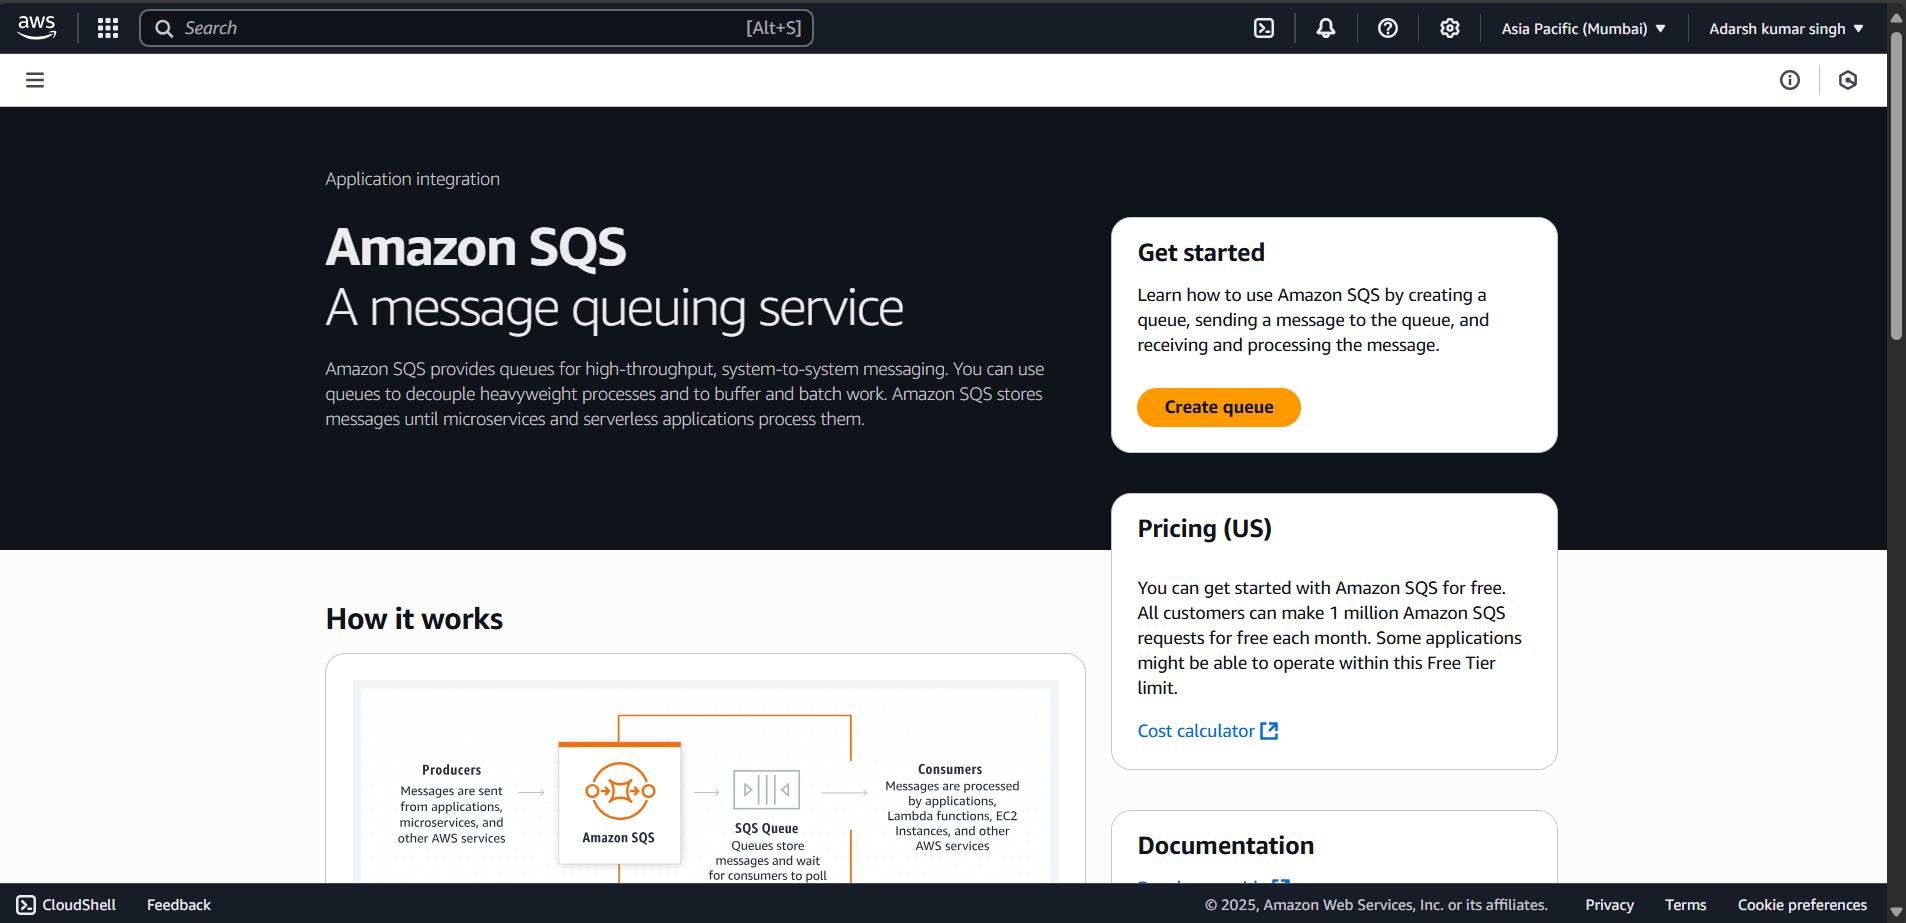 aws
Search
[Alt+S]
Asia Pacific (Mumbai)
Adarsh kumar singh
Application integration
Amazon SQS
A message queuing service
Amazon SQS provides queues for high-throughput, system-to-system messaging. You can use
queues to decouple heavyweight processes and to buffer and batch work. Amazon SQS stores
messages until microservices and serverless applications process them.
Get started
Learn how to use Amazon SQS by creating a
queue, sending a message to the queue, and
receiving and processing the message.
Create queue
Pricing (US)
You can get started with Amazon SQS for free.
All customers can make 1 million Amazon SQS
requests for free each month. Some applications
might be able to operate within this Free Tier
limit.
Cost calculator
How it works
Producers
Messages are sent
from applications,
microservices, and
other AWS services
Amazon SQS
SQS Queue
Queues store
messages and wait
for consumers to poll
Consumers
Messages are processed
by applications,
Lambda functions, EC2
Instances, and other
AWS services
Documentation
CloudShell
Feedback
© 2025, Amazon Web Services, Inc. or its affiliates.
Privacy
Terms
Cookie preferences